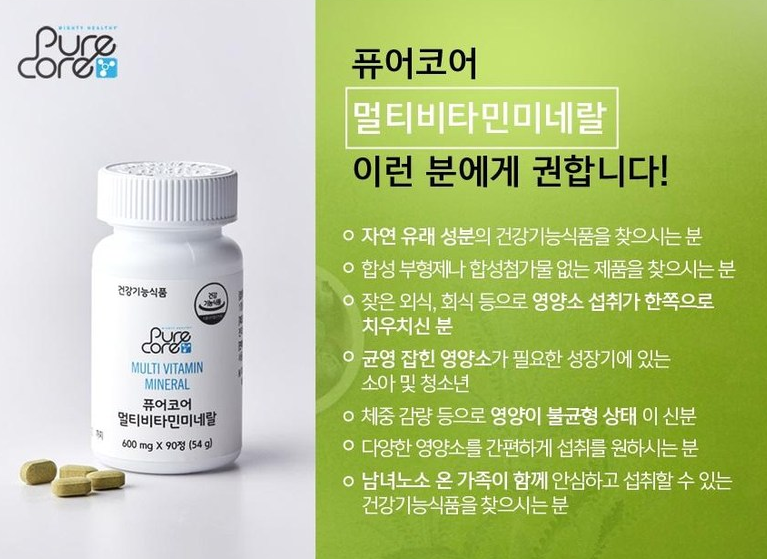 MIGHTY HEALTHY
Pure
core
퓨어코어
멀티비타민미네랄
이런 분에게 권합니다!
자연 유래 성분의 건강기능식품을 찾으시는 분
합성 부형제나 합성첨가물 없는 제품을 찾으시는 분
잦은 외식, 회식 등으로 영양소 섭취가 한쪽으로
치우치신 분
균영 잡힌 영양소가 필요한 성장기에 있는
소아 및 청소년
체중 감량 등으로 영양이 불균형 상태 이 신분
다양한 영양소를 간편하게 섭취를 원하시는 분
남녀노소 온 가족이 함께 안심하고 섭취할 수 있는
건강기능식품을 찾으시는 분
건강기능식품
건강
기능식품
Pure
core
MULTI VITAMIN
MINERAL
퓨어코어
멀티비타민미네랄
600 mg X 90정 (54 g)